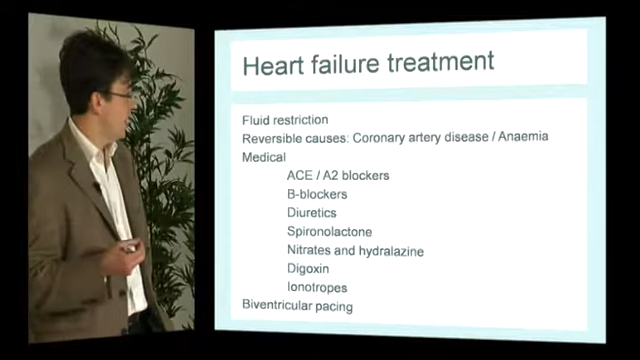 Heart failure treatment
Fluid restriction
Reversible causes: Coronary artery disease / Anaemia
Medical
ACE / A2 blockers
B-blockers
Diuretics
Spironolactone
Nitrates and hydralazine
Digoxin
Ionotropes
Biventricular pacing